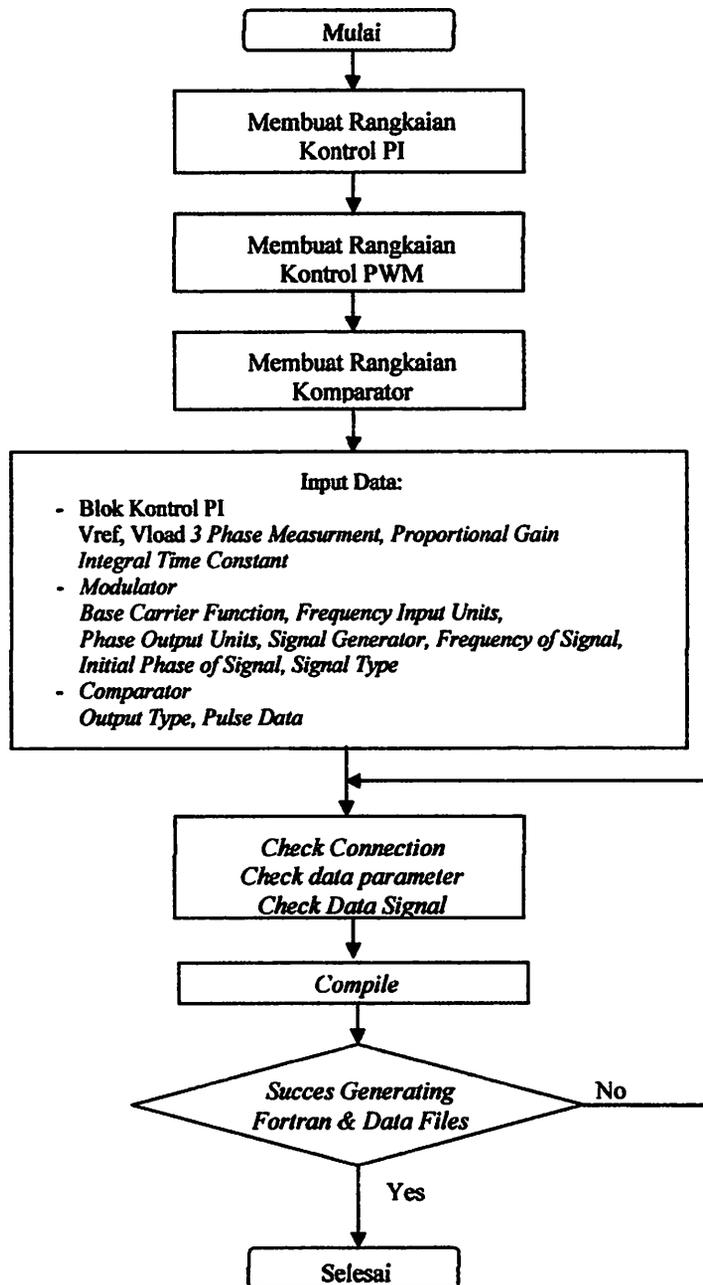 Mulai
Membuat Rangkaian
Kontrol PI
Membuat Rangkaian
Kontrol PWM
Membuat Rangkaian
Komparator
Input Data:
- Blok Kontrol PI
Vref, Vload 3 Phase Measurment, Proportional Gain
Integral Time Constant
- Modulator
Base Carrier Function, Frequency Input Units,
Phase Output Units, Signal Generator, Frequency of Signal,
Initial Phase of Signal, Signal Type
- Comparator
Output Type, Pulse Data
Check Connection
Check data parameter
Check Data Signal
Compile
Succes Generating
Fortran & Data Files
No
Yes
Selesai